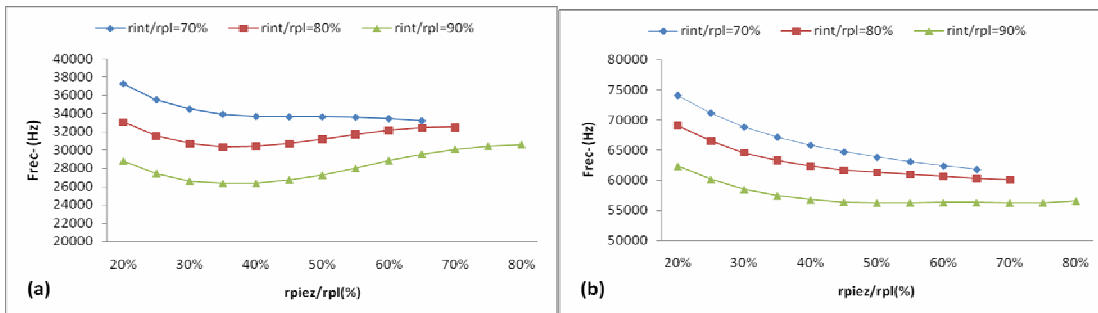 rint/rpl=70% rint/rpl=80% rint/rpl=90%
40000
38000
36000
34000
32000
30000
28000
26000
24000
22000
20000
Frec- (Hz)
20% 30% 40% 50% 60% 70% 80%
(a)
rpiez/rpl(%)
rint/rpl=70% rint/rpl=80% rint/rpl=90%
80000
75000
70000
65000
60000
55000
50000
Frec- (Hz)
20% 30% 40% 50% 60% 70% 80%
(b)
rpiez/rpl(%)